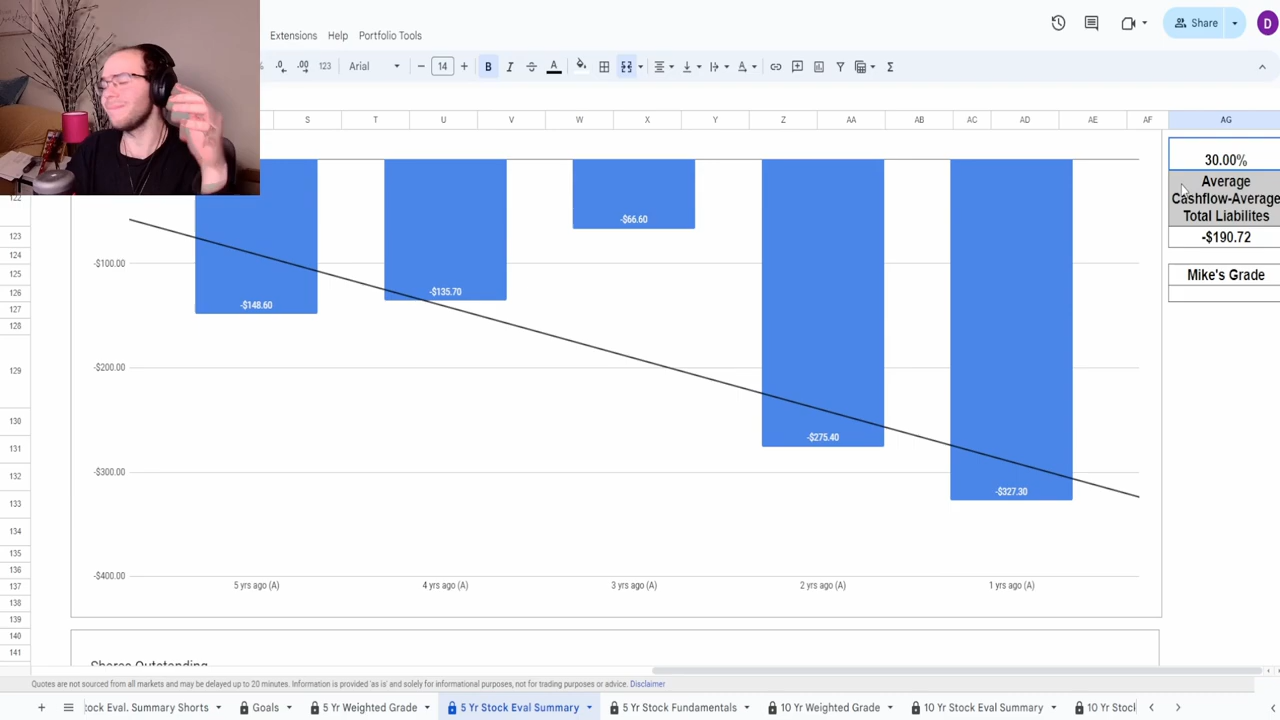 Extensions Help Portfolio Tools
Share D
.0 .00 123 Arial 14 B I A Σ
S T U V W X Y Z AA AB AC AD AE AF AG
30.00%
Average
Cashflow-Average
Total Liabilites
-$190.72
Mike's Grade
122
123
124
125
126
127
128
129
130
131
132
133
134
135
136
137
138
139
140
141
-$100.00
-$200.00
-$300.00
-$400.00
-$148.60
-$135.70
-$66.60
-$275.40
-$327.30
5 yrs ago (A) 4 yrs ago (A) 3 yrs ago (A) 2 yrs ago (A) 1 yrs ago (A)
Shares Outstanding
Quotes are not sourced from all markets and may be delayed up to 20 minutes. Information is provided 'as is' and solely for informational purposes, not for trading purposes or advice. Disclaimer
tock Eval. Summary Shorts Goals 5 Yr Weighted Grade 5 Yr Stock Eval Summary 5 Yr Stock Fundamentals 10 Yr Weighted Grade 10 Yr Stock Eval Summary 10 Yr Stock